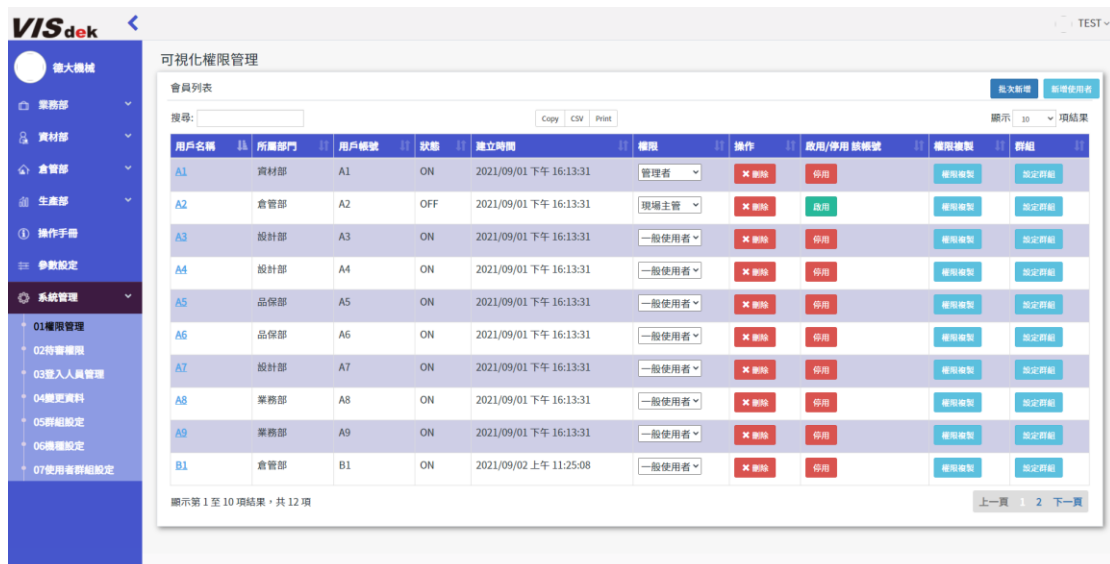 VISdek
TEST
德大機械
業務部
資材部
倉管部
生產部
操作手冊
參數設定
系統管理
01權限管理
02待審權限
03登入人員管理
04變更資料
05群組設定
06機種設定
07使用者群組設定
可視化權限管理
會員列表 批次新增 新增使用者
搜尋: Copy CSV Print 顯示 10 項結果
用戶名稱 所屬部門 用戶帳號 狀態 建立時間 權限 操作 啟用/停用 該帳號 權限複製 群組
A1 資材部 A1 ON 2021/09/01 下午 16:13:31 管理者 ✖ 刪除 停用 權限複製 設定群組
A2 倉管部 A2 OFF 2021/09/01 下午 16:13:31 現場主管 ✖ 刪除 啟用 權限複製 設定群組
A3 設計部 A3 ON 2021/09/01 下午 16:13:31 一般使用者 ✖ 刪除 停用 權限複製 設定群組
A4 設計部 A4 ON 2021/09/01 下午 16:13:31 一般使用者 ✖ 刪除 停用 權限複製 設定群組
A5 品保部 A5 ON 2021/09/01 下午 16:13:31 一般使用者 ✖ 刪除 停用 權限複製 設定群組
A6 品保部 A6 ON 2021/09/01 下午 16:13:31 一般使用者 ✖ 刪除 停用 權限複製 設定群組
A7 設計部 A7 ON 2021/09/01 下午 16:13:31 一般使用者 ✖ 刪除 停用 權限複製 設定群組
A8 業務部 A8 ON 2021/09/01 下午 16:13:31 一般使用者 ✖ 刪除 停用 權限複製 設定群組
A9 業務部 A9 ON 2021/09/01 下午 16:13:31 一般使用者 ✖ 刪除 停用 權限複製 設定群組
B1 倉管部 B1 ON 2021/09/02 上午 11:25:08 一般使用者 ✖ 刪除 停用 權限複製 設定群組
顯示第 1 至 10 項結果，共 12 項 上一頁 1 2 下一頁